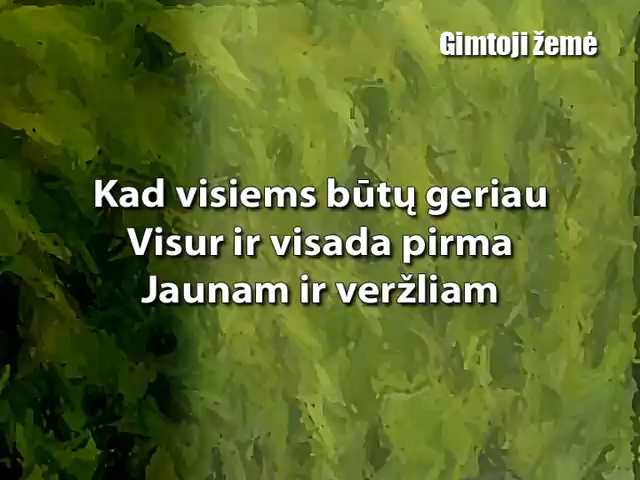 Gimtoji žemė
Kad visiems būtų geriau
Visur ir visada pirma
Jaunam ir veržliam